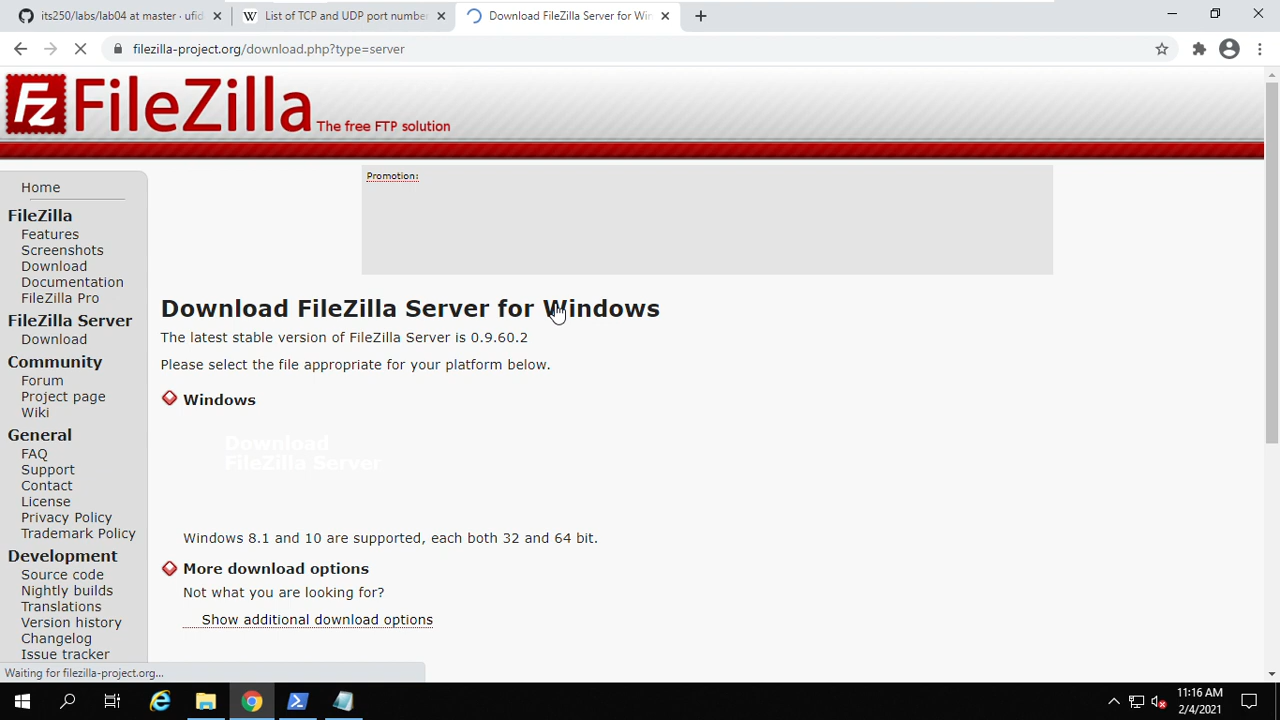 its250/labs/lab04 at master · ufid
List of TCP and UDP port number
Download FileZilla Server for Win
filezilla-project.org/download.php?type=server
FileZilla The free FTP solution
Promotion:
Home
FileZilla
Features
Screenshots
Download
Documentation
FileZilla Pro
FileZilla Server
Download
Community
Forum
Project page
Wiki
General
FAQ
Support
Contact
License
Privacy Policy
Trademark Policy
Development
Source code
Nightly builds
Translations
Version history
Changelog
Issue tracker
Download FileZilla Server for Windows
The latest stable version of FileZilla Server is 0.9.60.2
Please select the file appropriate for your platform below.
Windows
Download
FileZilla Server
Windows 8.1 and 10 are supported, each both 32 and 64 bit.
More download options
Not what you are looking for?
Show additional download options
Waiting for filezilla-project.org...
11:16 AM
2/4/2021